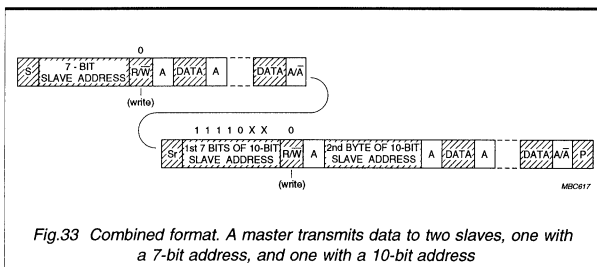 0
S 7 - BIT SLAVE ADDRESS R/W̅ A DATA A DATA A/A̅
(write)
1 1 1 1 0 X X 0
Sr 1st 7 BITS OF 10-BIT SLAVE ADDRESS R/W̅ A 2nd BYTE OF 10-BIT SLAVE ADDRESS A DATA A DATA A/A̅ P
(write)
MBC617
Fig.33 Combined format. A master transmits data to two slaves, one with
a 7-bit address, and one with a 10-bit address